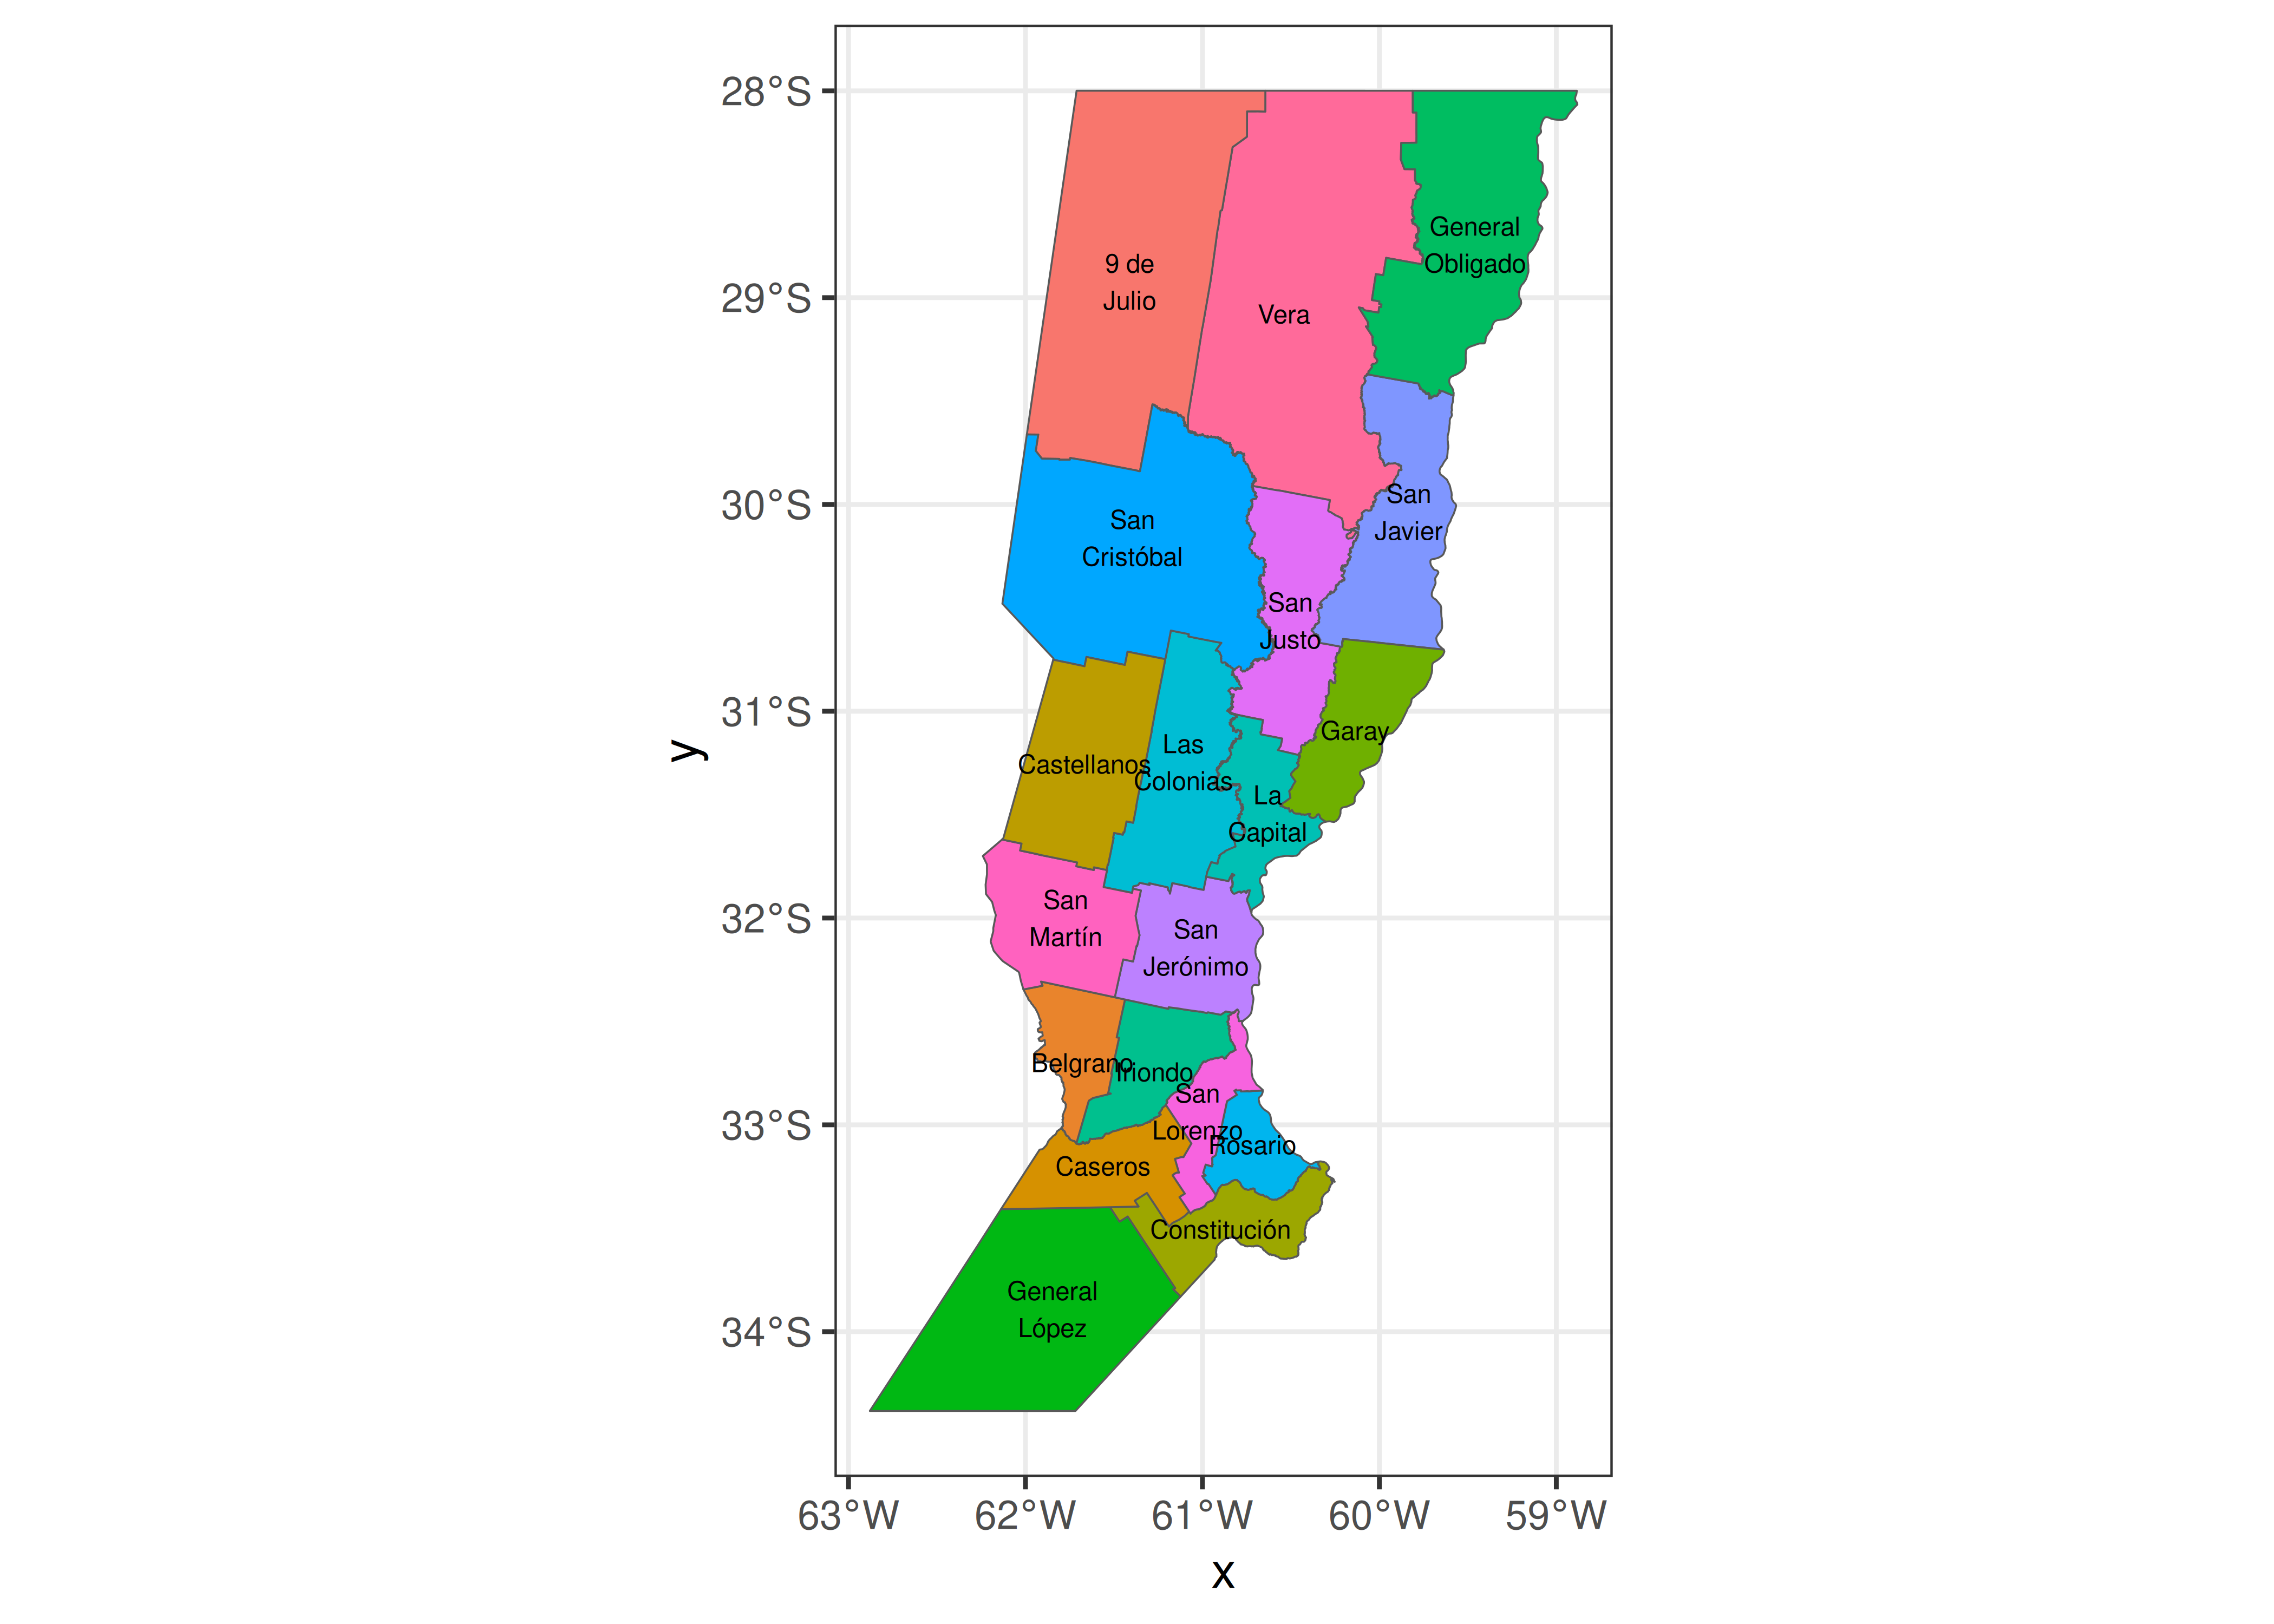 28°S
29°S
30°S
31°S
32°S
33°S
34°S
y
63°W
62°W
61°W
60°W
59°W
x
General
Obligado
9 de
Julio
Vera
San
Javier
San
Cristóbal
San
Justo
Garay
Las
Colonias
Castellanos
La
Capital
San
Martín
San
Jerónimo
Belgrano
Iriondo
San
Lorenzo
Rosario
Caseros
Constitución
General
López